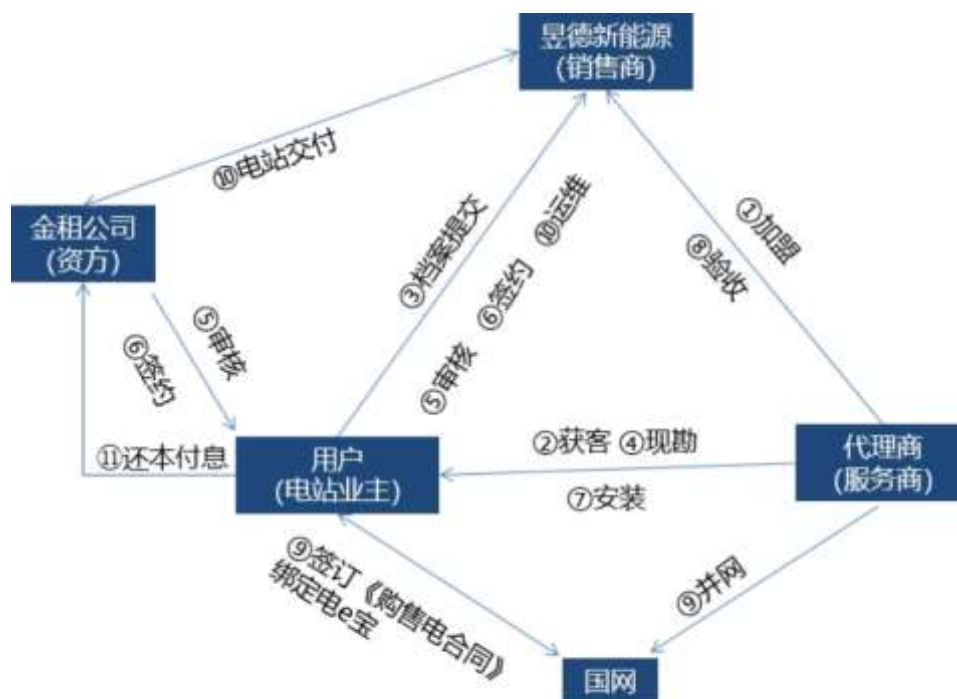 昱德新能源
(销售商)
⑩电站交付
金租公司
(资方)
③档案提交
⑤审核 ⑥签约 ⑩运维
①加盟
⑧验收
⑤审核
⑥签约
⑪还本付息
用户
(电站业主)
②获客 ④现勘
⑦安装
代理商
(服务商)
⑨签订《购售电合同》
绑定电e宝
⑨并网
国网